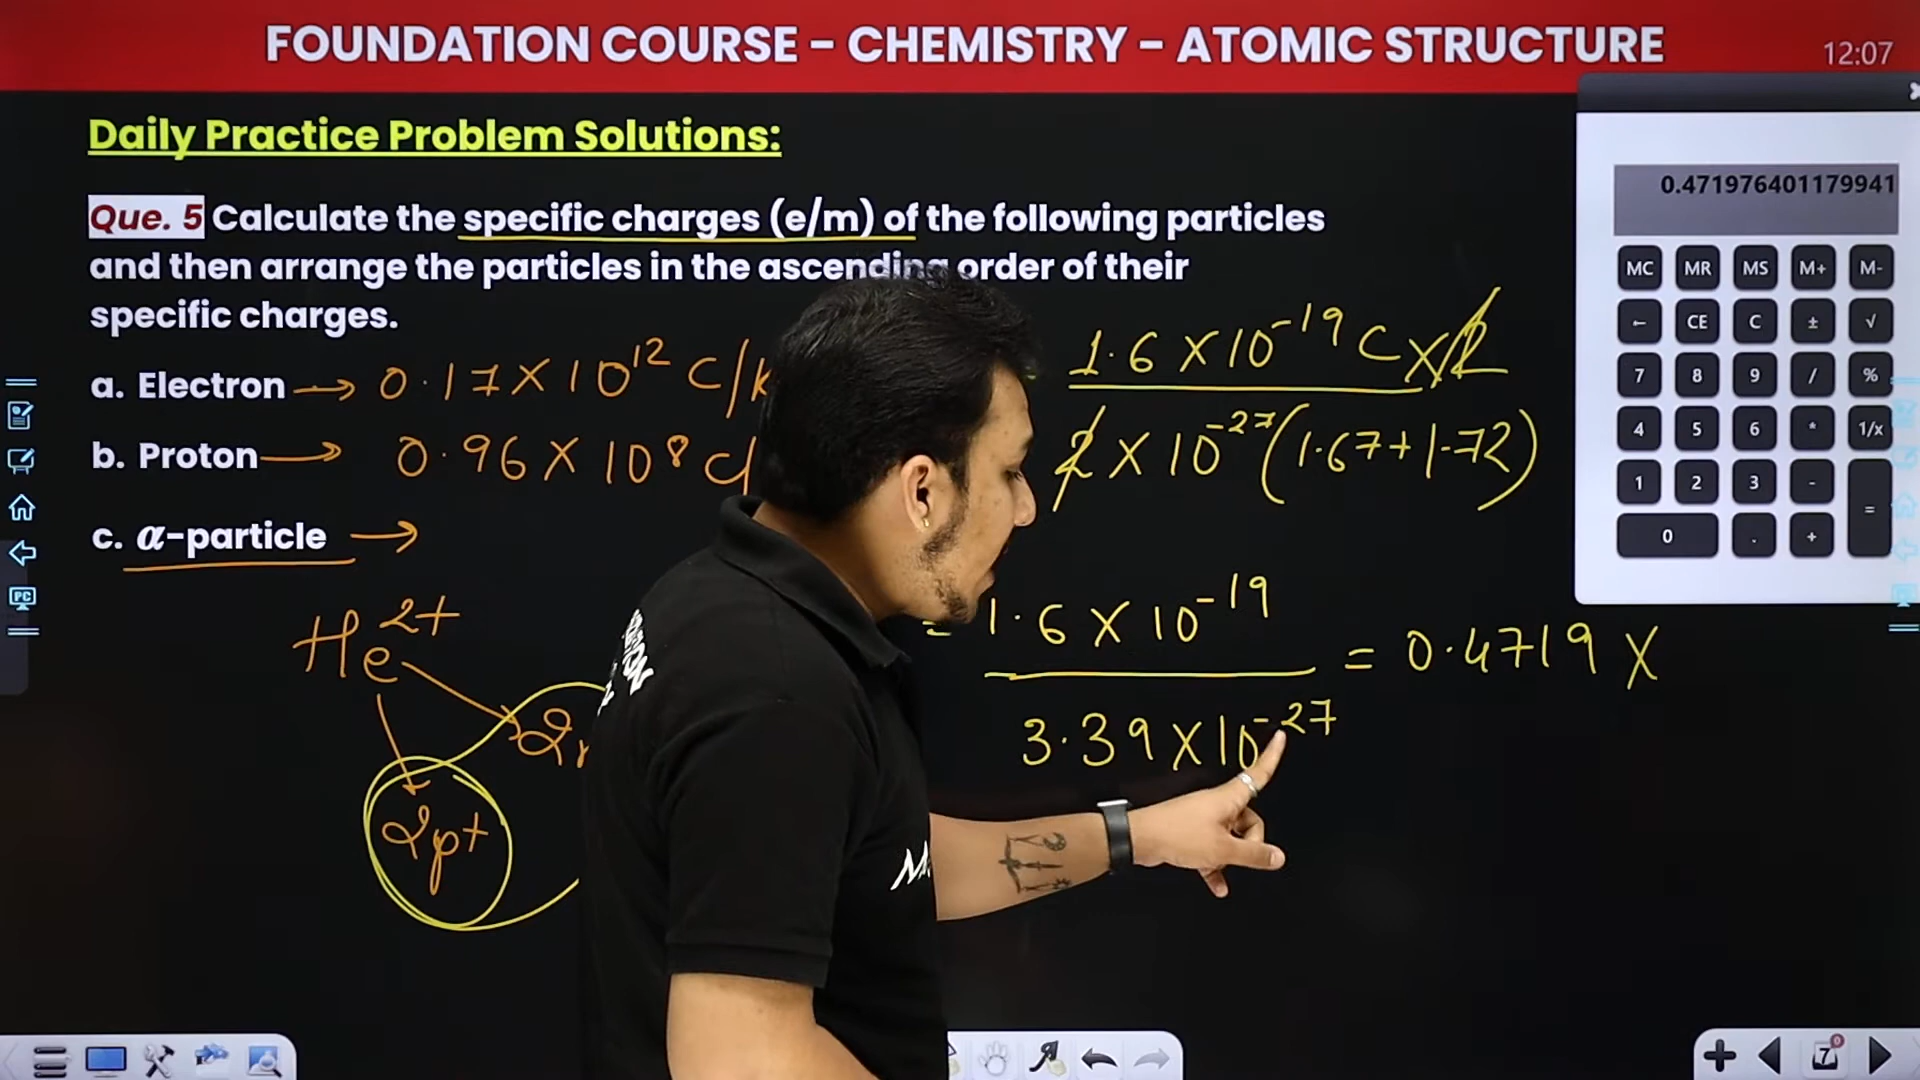 FOUNDATION COURSE - CHEMISTRY - ATOMIC STRUCTURE
12:07
Daily Practice Problem Solutions:
Que. 5 Calculate the specific charges (e/m) of the following particles
and then arrange the particles in the ascending order of their
specific charges.
a. Electron → 0.17 X 10¹² C/k
b. Proton → 0.96 X 10⁸ C/
c. α-particle →
He²⁺
2p⁺
1.6 X 10⁻¹⁹ C X 2
2 X 10⁻²⁷ (1.67 + 1.72)
= 1.6 X 10⁻¹⁹
3.39 X 10⁻²⁷
= 0.4719 X
0.471976401179941
MC MR MS M+ M-
← CE C ± √
7 8 9 / %
4 5 6 * 1/x
1 2 3 - =
0 . +
PC
7